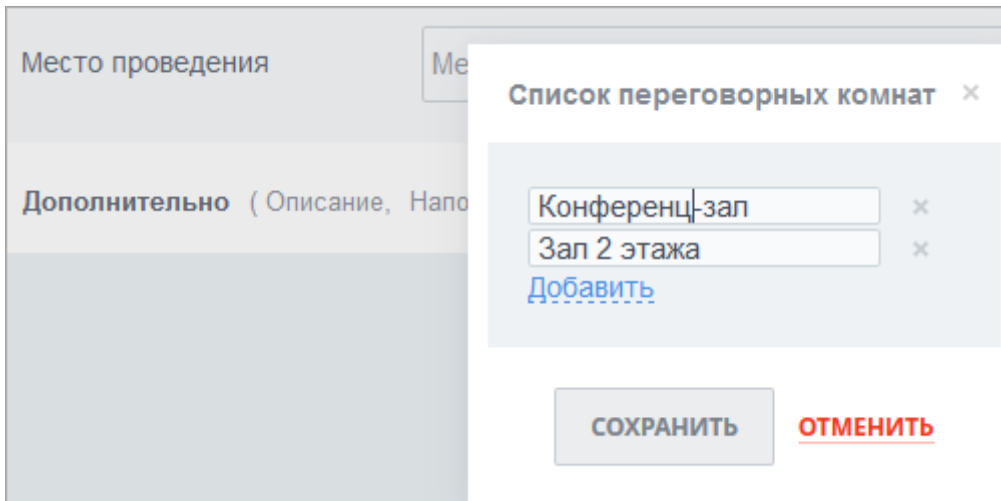 Место проведения
Ме
Список переговорных комнат
Дополнительно ( Описание, Напо
Конференц-зал
Зал 2 этажа
Добавить
СОХРАНИТЬ ОТМЕНИТЬ